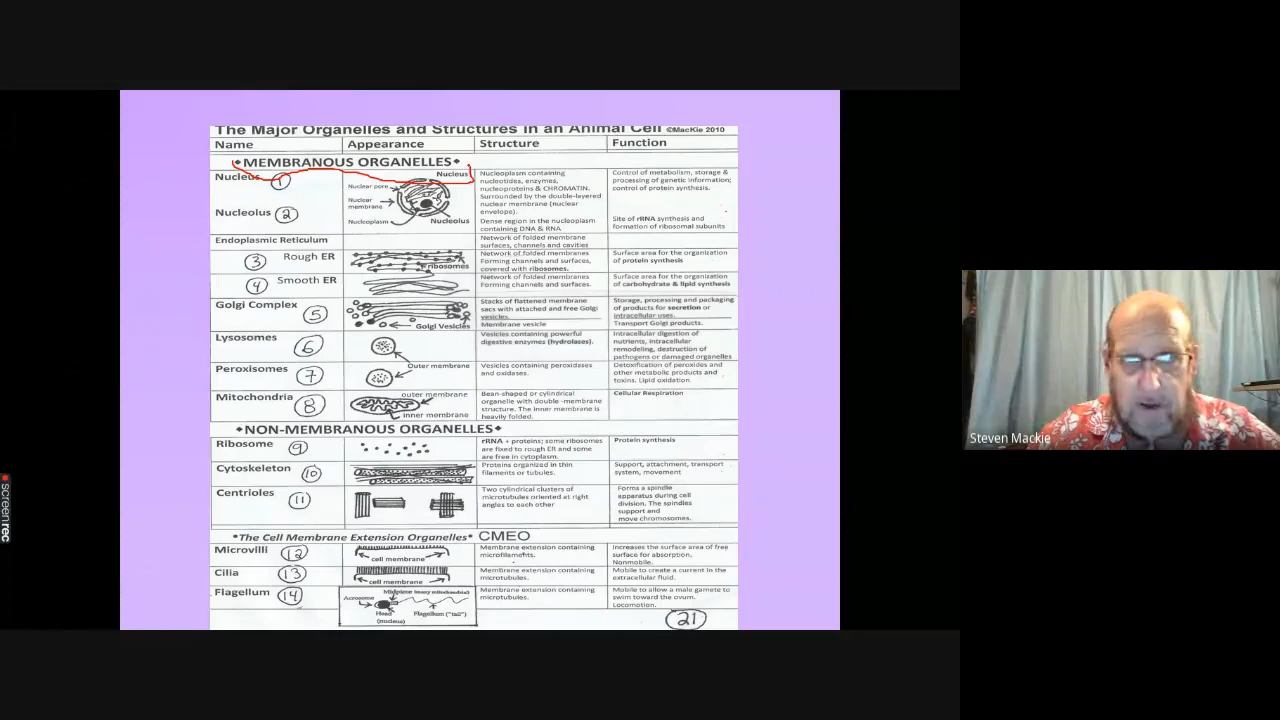 The Major Organelles and Structures in an Animal Cell ©MacKie 2010
Name Appearance Structure Function
•MEMBRANOUS ORGANELLES•
Nucleus 1
Nucleus
Nuclear pore
Nuclear
membrane
Nucleoplasm
Nucleolus
Nucleoplasm containing
nucleotides, enzymes,
nucleoproteins & CHROMATIN.
Surrounded by the double-layered
nuclear membrane (nuclear
envelope).
Control of metabolism, storage &
processing of genetic information;
control of protein synthesis.
Nucleolus 2
Dense region in the nucleoplasm
containing DNA & RNA
Site of rRNA synthesis and
formation of ribosomal subunits
Endoplasmic Reticulum
Network of folded membrane
surfaces, channels and cavities
3 Rough ER
ribosomes
Network of folded membranes
Forming channels and surfaces,
covered with ribosomes.
Surface area for the organization
of protein synthesis
4 Smooth ER
Network of folded membranes
Forming channels and surfaces.
Surface area for the organization
of carbohydrate & lipid synthesis
Golgi Complex 5
Golgi Vesicles
Stacks of flattened membrane
sacs with attached and free Golgi
vesicles.
Membrane vesicle
Storage, processing and packaging
of products for secretion or
intracellular uses.
Transport Golgi products.
Lysosomes 6
Vesicles containing powerful
digestive enzymes (hydrolases).
Intracellular digestion of
nutrients, intracellular
remodeling, destruction of
pathogens or damaged organelles
Outer membrane
Peroxisomes 7
Vesicles containing peroxidases
and oxidases.
Detoxification of peroxides and
other metabolic products and
toxins. Lipid oxidation.
Mitochondria 8
outer membrane
inner membrane
Bean-shaped or cylindrical
organelle with double -membrane
structure. The inner membrane is
heavily folded.
Cellular Respiration
•NON-MEMBRANOUS ORGANELLES•
Ribosome 9
rRNA + proteins; some ribosomes
are fixed to rough ER and some
are free in cytoplasm.
Protein synthesis
Cytoskeleton 10
Proteins organized in thin
filaments or tubules.
Support, attachment, transport
system, movement
Centrioles 11
Two cylindrical clusters of
microtubules oriented at right
angles to each other
Forms a spindle
apparatus during cell
division. The spindles
support and
move chromosomes.
*The Cell Membrane Extension Organelles* CMEO
Microvilli 12
cell membrane
Membrane extension containing
microfilaments.
Increases the surface area of free
surface for absorption.
Nonmobile.
Cilia 13
cell membrane
Membrane extension containing
microtubules.
Mobile to create a current in the
extracellular fluid.
Flagellum 14
Acrosome
Midpiece (many mitochondria)
Head
(nucleus)
Flagellum ("tail")
Membrane extension containing
microtubules.
Mobile to allow a male gamete to
swim toward the ovum.
Locomotion.
21
Steven Mackie
screenrec